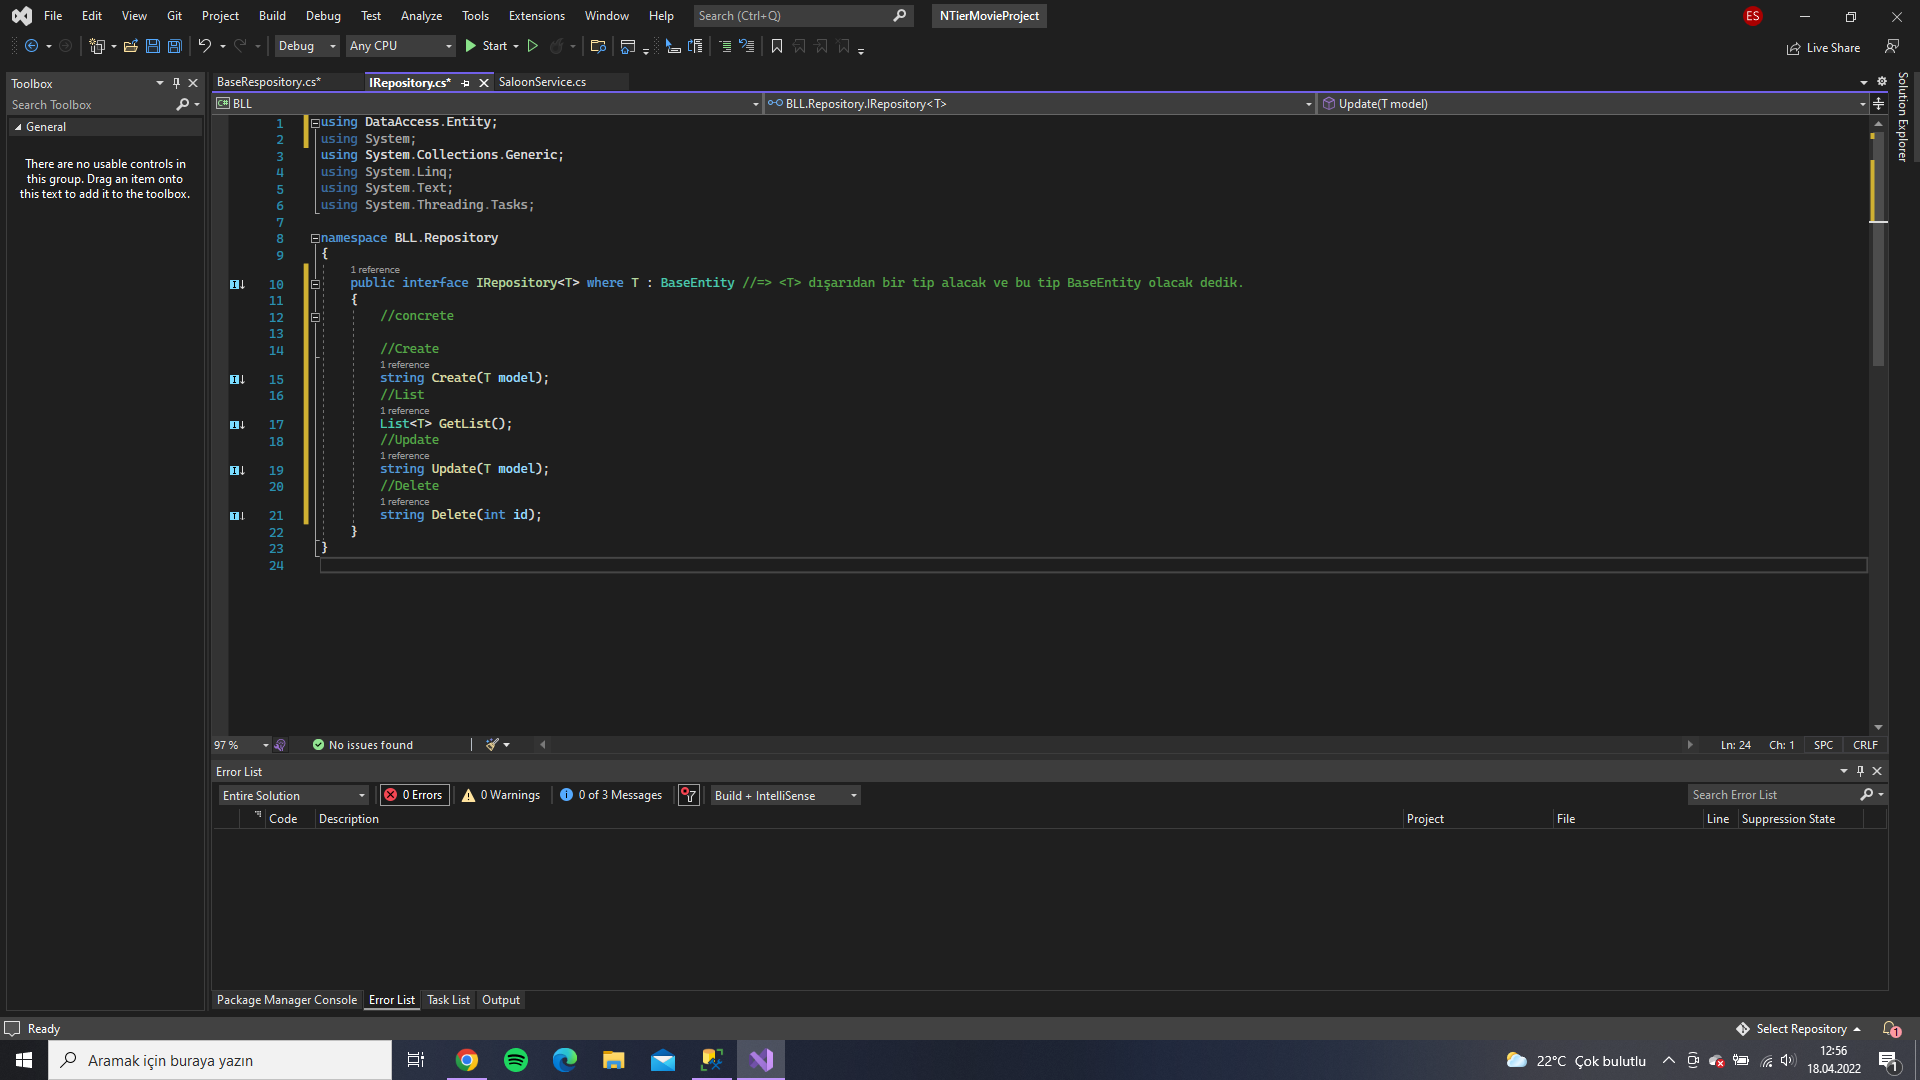 File Edit View Git Project Build Debug Test Analyze Tools Extensions Window Help Search (Ctrl+Q) NTierMovieProject ES
Debug Any CPU Start Live Share
Toolbox
Search Toolbox
General
There are no usable controls in
this group. Drag an item onto
this text to add it to the toolbox.
BaseRespository.cs* IRepository.cs* SaloonService.cs
C# BLL BLL.Repository.IRepository<T> Update(T model)
Solution Explorer
1 using DataAccess.Entity;
2 using System;
3 using System.Collections.Generic;
4 using System.Linq;
5 using System.Text;
6 using System.Threading.Tasks;
7
8 namespace BLL.Repository
9 {
1 reference
10 public interface IRepository<T> where T : BaseEntity //=> <T> dışarıdan bir tip alacak ve bu tip BaseEntity olacak dedik.
11 {
12 //concrete
13
14 //Create
1 reference
15 string Create(T model);
16 //List
1 reference
17 List<T> GetList();
18 //Update
1 reference
19 string Update(T model);
20 //Delete
1 reference
21 string Delete(int id);
22 }
23 }
24
97 % No issues found Ln: 24 Ch: 1 SPC CRLF
Error List
Entire Solution 0 Errors 0 Warnings 0 of 3 Messages Build + IntelliSense Search Error List
Code Description Project File Line Suppression State
Package Manager Console Error List Task List Output
Ready Select Repository 1
Aramak için buraya yazın 22°C Çok bulutlu 12:56
18.04.2022 1